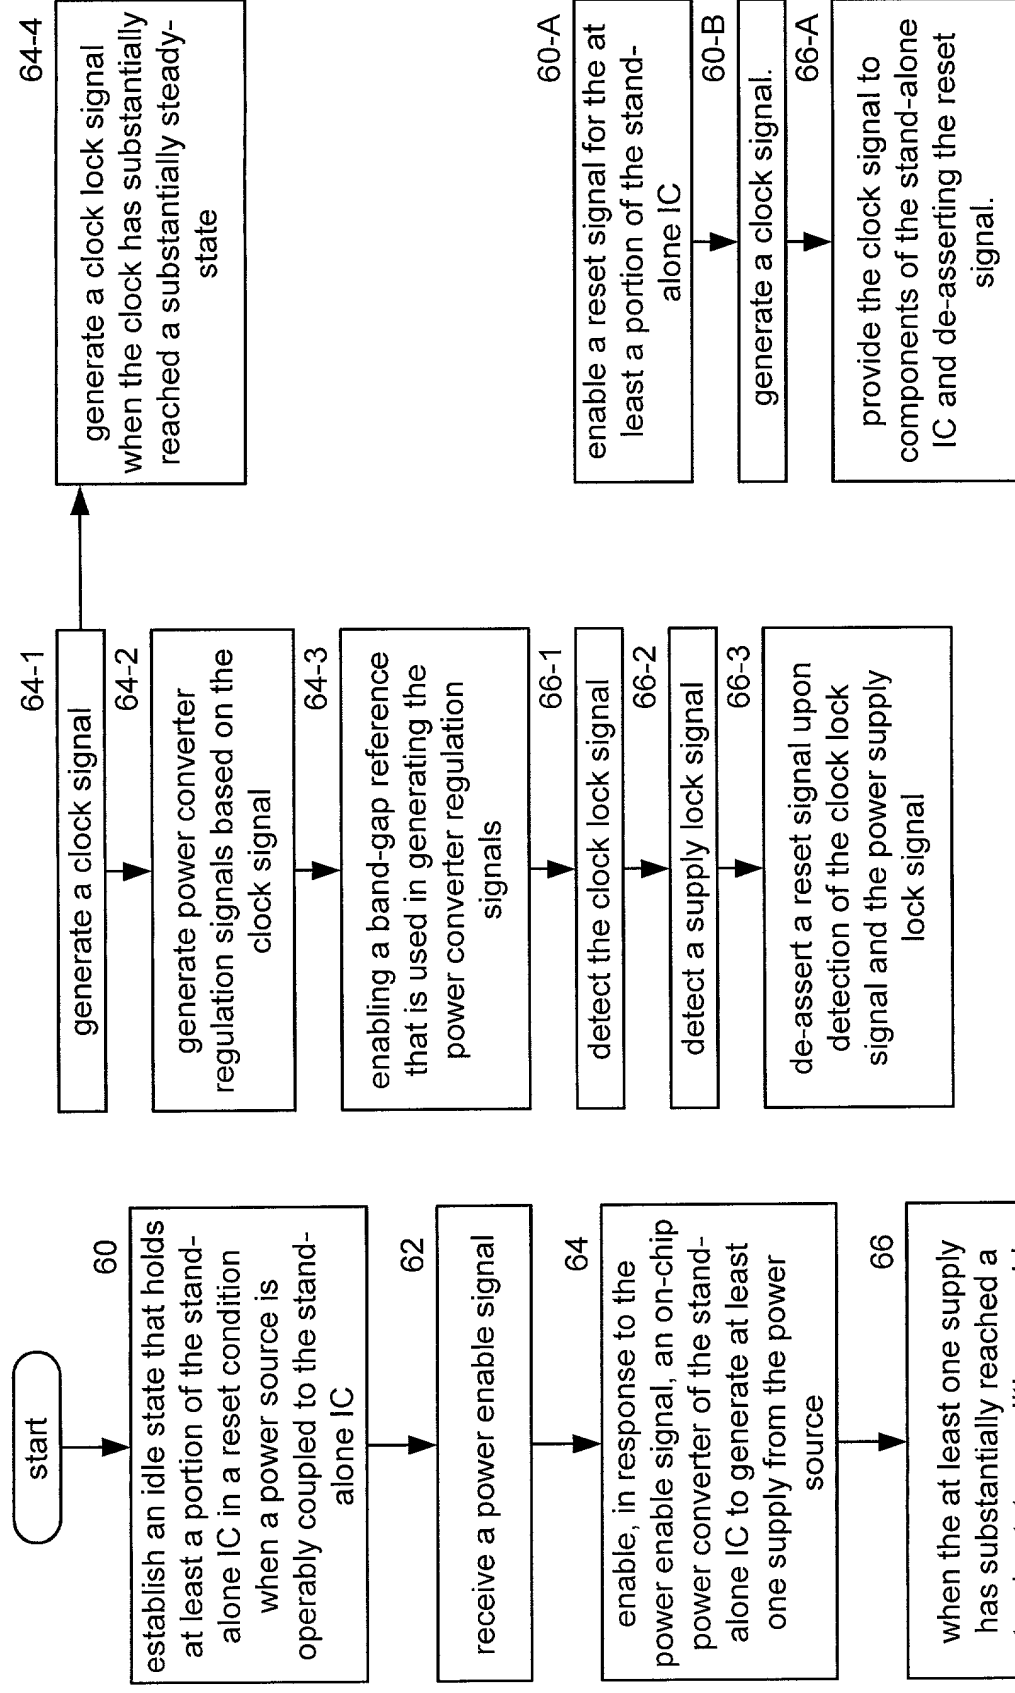 start
60
establish an idle state that holds
at least a portion of the stand-
alone IC in a reset condition
when a power source is
operably coupled to the stand-
alone IC
62
receive a power enable signal
64
enable, in response to the
power enable signal, an on-chip
power converter of the stand-
alone IC to generate at least
one supply from the power
source
66
when the at least one supply
has substantially reached a
64-1
generate a clock signal
64-2
generate power converter
regulation signals based on the
clock signal
64-3
enabling a band-gap reference
that is used in generating the
power converter regulation
signals
66-1
detect the clock lock signal
66-2
detect a supply lock signal
66-3
de-assert a reset signal upon
detection of the clock lock
signal and the power supply
lock signal
64-4
generate a clock lock signal
when the clock has substantially
reached a substantially steady-
state
60-A
enable a reset signal for the at
least a portion of the stand-
alone IC
60-B
generate a clock signal.
66-A
provide the clock signal to
components of the stand-alone
IC and de-asserting the reset
signal.